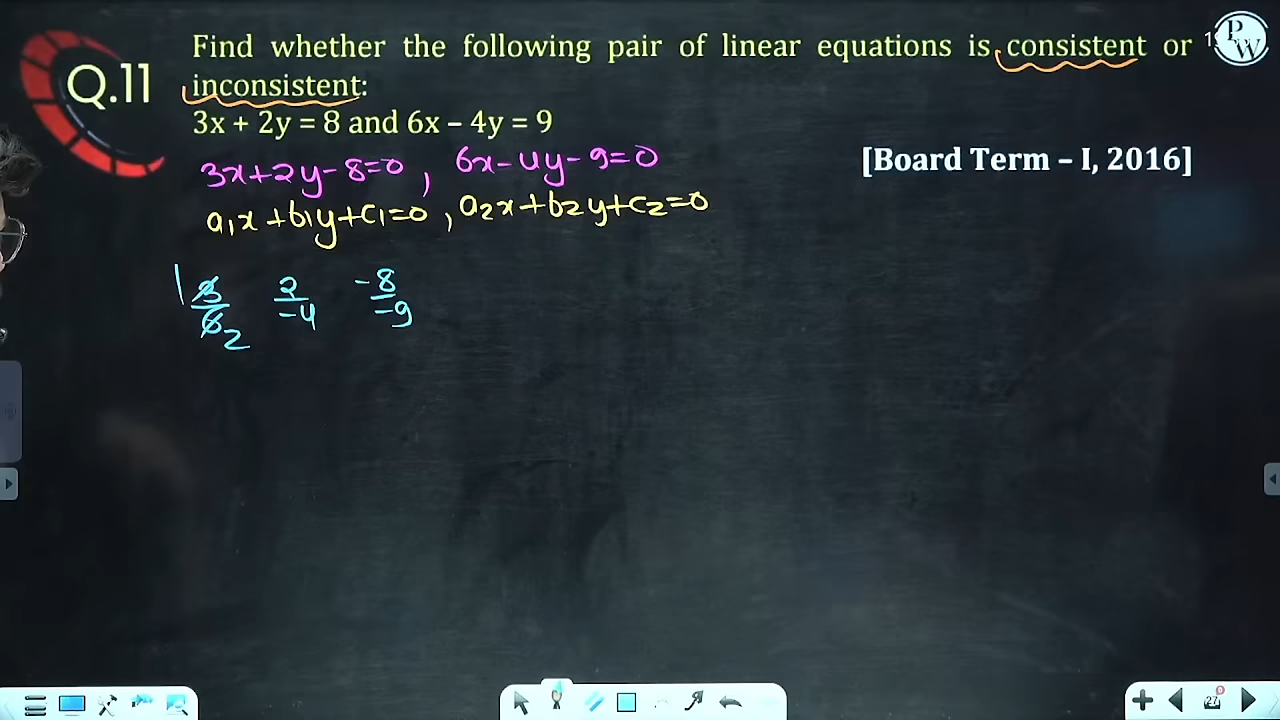 Q.11
Find whether the following pair of linear equations is consistent or
inconsistent:
3x + 2y = 8 and 6x – 4y = 9
[Board Term – I, 2016]
3x+2y-8=0, 6x-4y-9=0
a₁x+b₁y+c₁=0, a₂x+b₂y+c₂=0
1 3/6 2 2/-4 -8/-9
PW
27